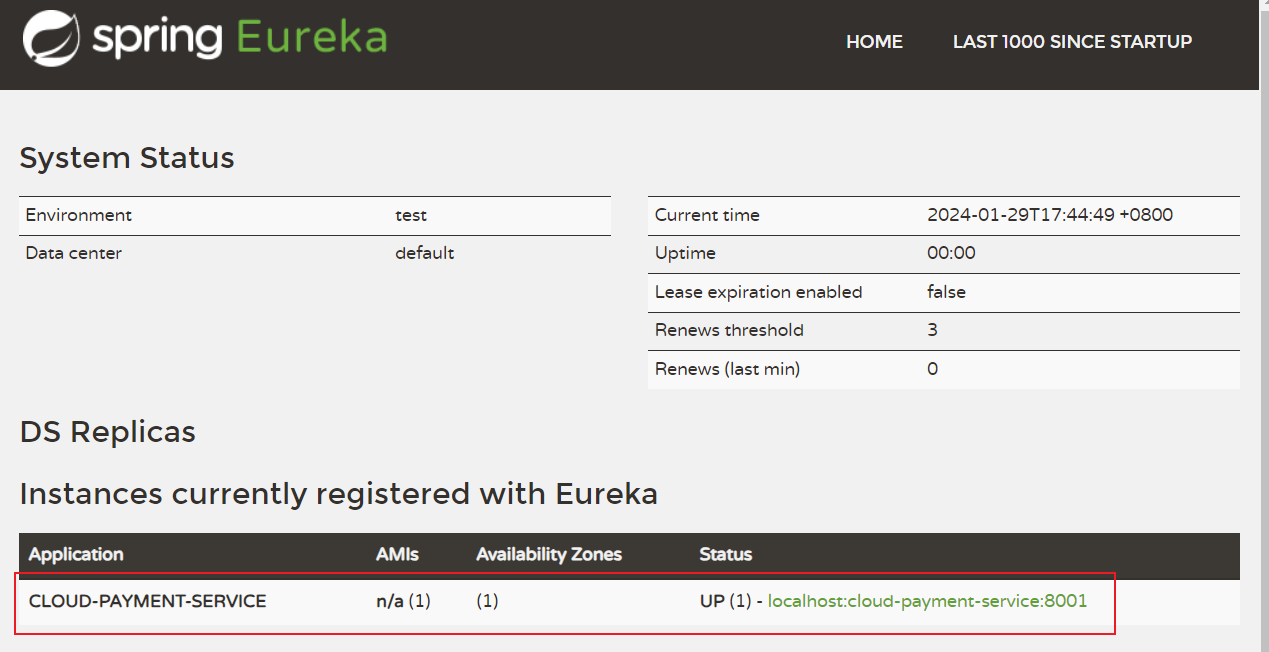 spring Eureka HOME LAST 1000 SINCE STARTUP
System Status
Environment test
Data center default
Current time 2024-01-29T17:44:49 +0800
Uptime 00:00
Lease expiration enabled false
Renews threshold 3
Renews (last min) 0
DS Replicas
Instances currently registered with Eureka
Application AMIs Availability Zones Status
CLOUD-PAYMENT-SERVICE n/a (1) (1) UP (1) - localhost:cloud-payment-service:8001